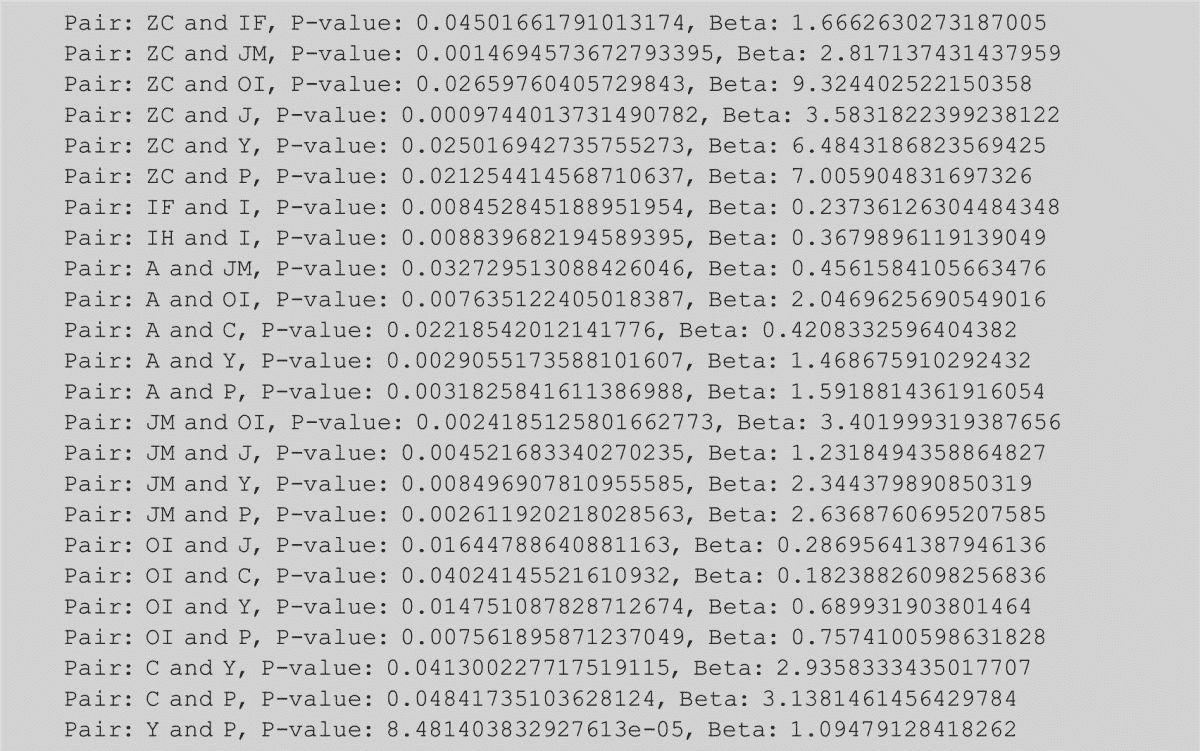 Pair: ZC and IF, P-value: 0.04501661791013174, Beta: 1.6662630273187005
Pair: ZC and JM, P-value: 0.0014694573672793395, Beta: 2.817137431437959
Pair: ZC and OI, P-value: 0.02659760405729843, Beta: 9.324402522150358
Pair: ZC and J, P-value: 0.0009744013731490782, Beta: 3.5831822399238122
Pair: ZC and Y, P-value: 0.025016942735755273, Beta: 6.4843186823569425
Pair: ZC and P, P-value: 0.021254414568710637, Beta: 7.005904831697326
Pair: IF and I, P-value: 0.008452845188951954, Beta: 0.23736126304484348
Pair: IH and I, P-value: 0.008839682194589395, Beta: 0.3679896119139049
Pair: A and JM, P-value: 0.032729513088426046, Beta: 0.4561584105663476
Pair: A and OI, P-value: 0.007635122405018387, Beta: 2.0469625690549016
Pair: A and C, P-value: 0.02218542012141776, Beta: 0.4208332596404382
Pair: A and Y, P-value: 0.0029055173588101607, Beta: 1.468675910292432
Pair: A and P, P-value: 0.0031825841611386988, Beta: 1.5918814361916054
Pair: JM and OI, P-value: 0.0024185125801662773, Beta: 3.401999319387656
Pair: JM and J, P-value: 0.004521683340270235, Beta: 1.2318494358864827
Pair: JM and Y, P-value: 0.008496907810955585, Beta: 2.344379890850319
Pair: JM and P, P-value: 0.002611920218028563, Beta: 2.6368760695207585
Pair: OI and J, P-value: 0.01644788640881163, Beta: 0.28695641387946136
Pair: OI and C, P-value: 0.04024145521610932, Beta: 0.18238826098256836
Pair: OI and Y, P-value: 0.014751087828712674, Beta: 0.689931903801464
Pair: OI and P, P-value: 0.007561895871237049, Beta: 0.7574100598631828
Pair: C and Y, P-value: 0.041300227717519115, Beta: 2.9358333435017707
Pair: C and P, P-value: 0.04841735103628124, Beta: 3.1381461456429784
Pair: Y and P, P-value: 8.481403832927613e-05, Beta: 1.09479128418262